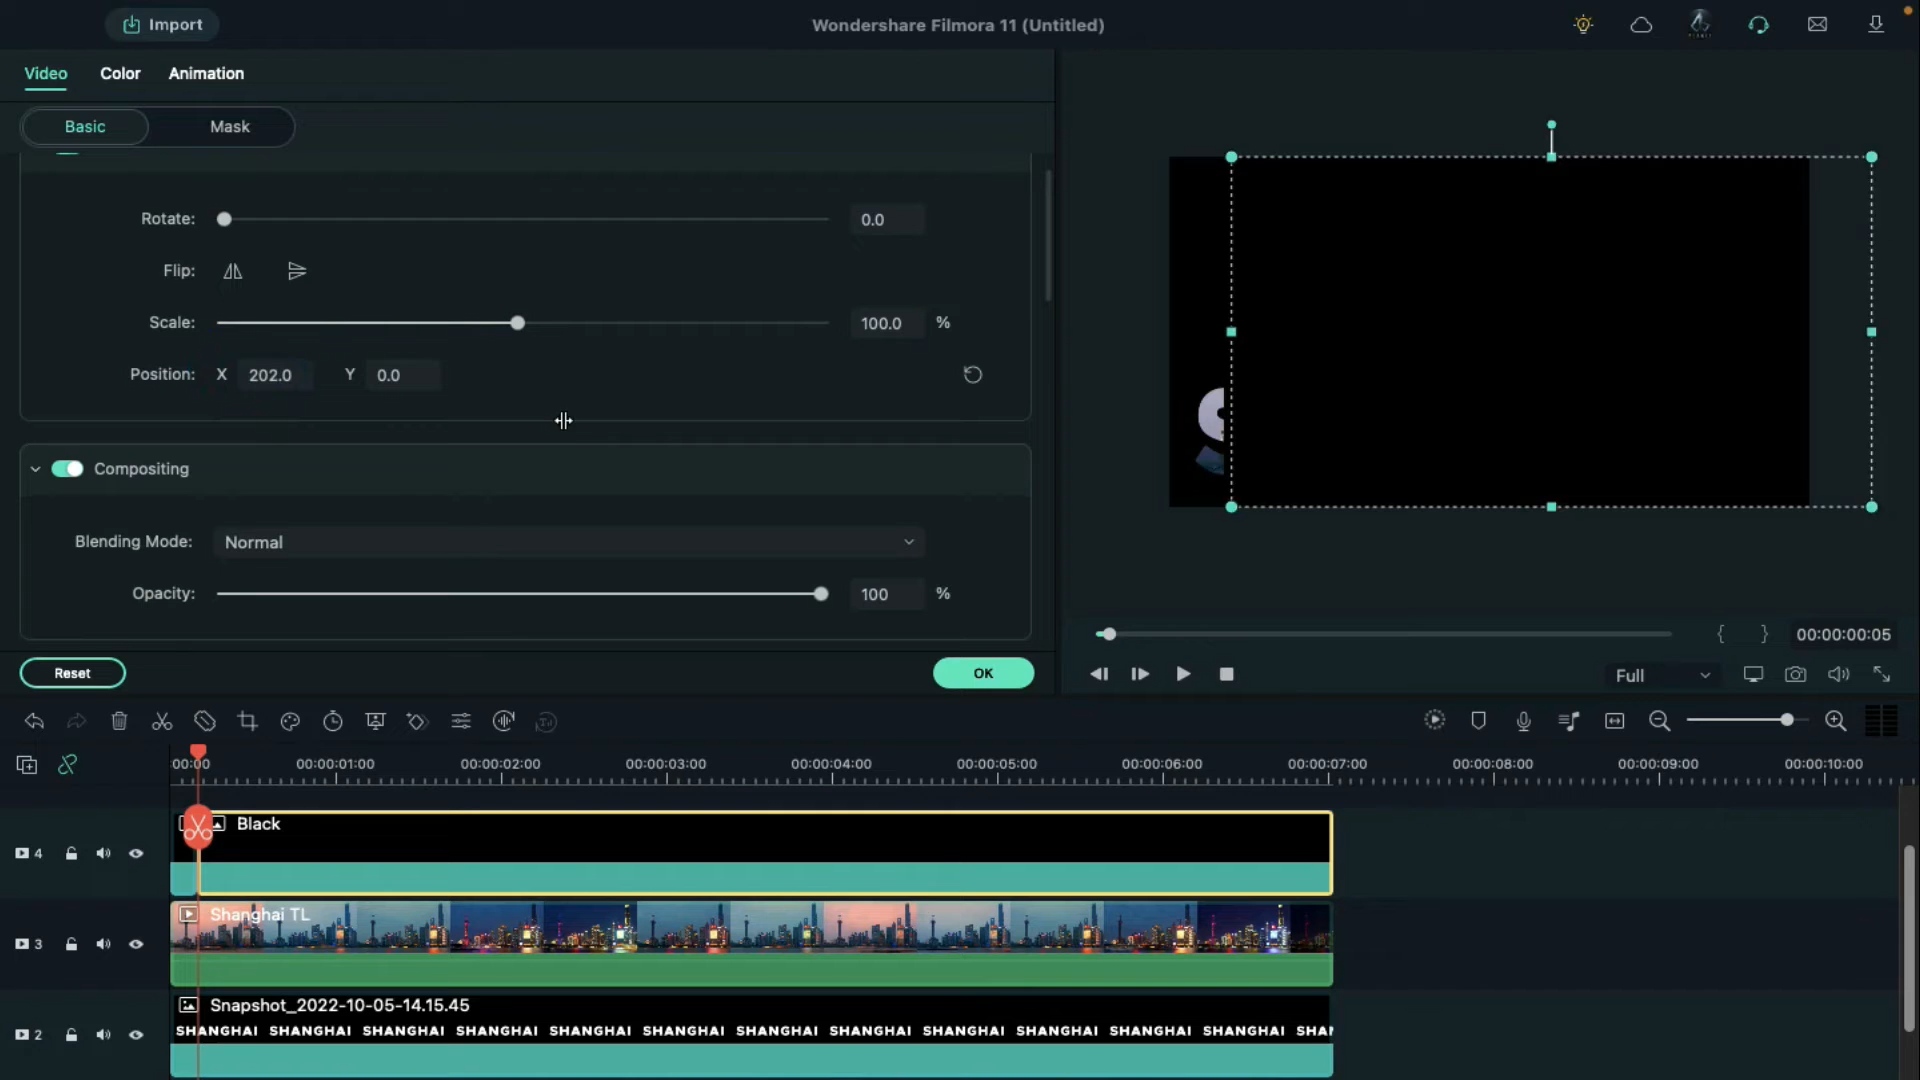 Import
Wondershare Filmora 11 (Untitled)
Video Color Animation
Basic Mask
Rotate: 0.0
Flip:
Scale: 100.0 %
Position: X 202.0 Y 0.0
Compositing
Blending Mode: Normal
Opacity: 100 %
Reset OK
{ } 00:00:00:05
Full
:00:00 00:00:01:00 00:00:02:00 00:00:03:00 00:00:04:00 00:00:05:00 00:00:06:00 00:00:07:00 00:00:08:00 00:00:09:00 00:00:10:00
Black
4
Shanghai TL
3
Snapshot_2022-10-05-14.15.45
SHANGHAI SHANGHAI SHANGHAI SHANGHAI SHANGHAI SHANGHAI SHANGHAI SHANGHAI SHANGHAI SHANGHAI SHANGHAI SHANGHAI SHAN
2